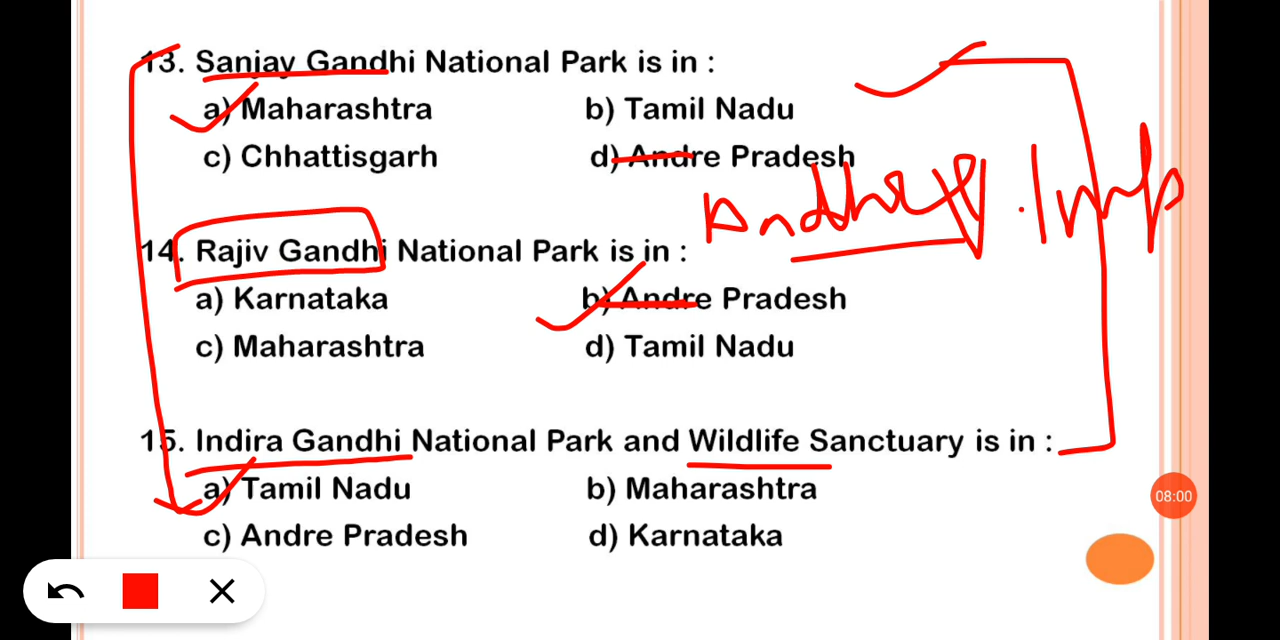 13. Sanjay Gandhi National Park is in :
a) Maharashtra b) Tamil Nadu
c) Chhattisgarh d) Andre Pradesh
Andhra P. Imp
14. Rajiv Gandhi National Park is in :
a) Karnataka b) Andre Pradesh
c) Maharashtra d) Tamil Nadu
15. Indira Gandhi National Park and Wildlife Sanctuary is in :
a) Tamil Nadu b) Maharashtra
08:00
c) Andre Pradesh d) Karnataka